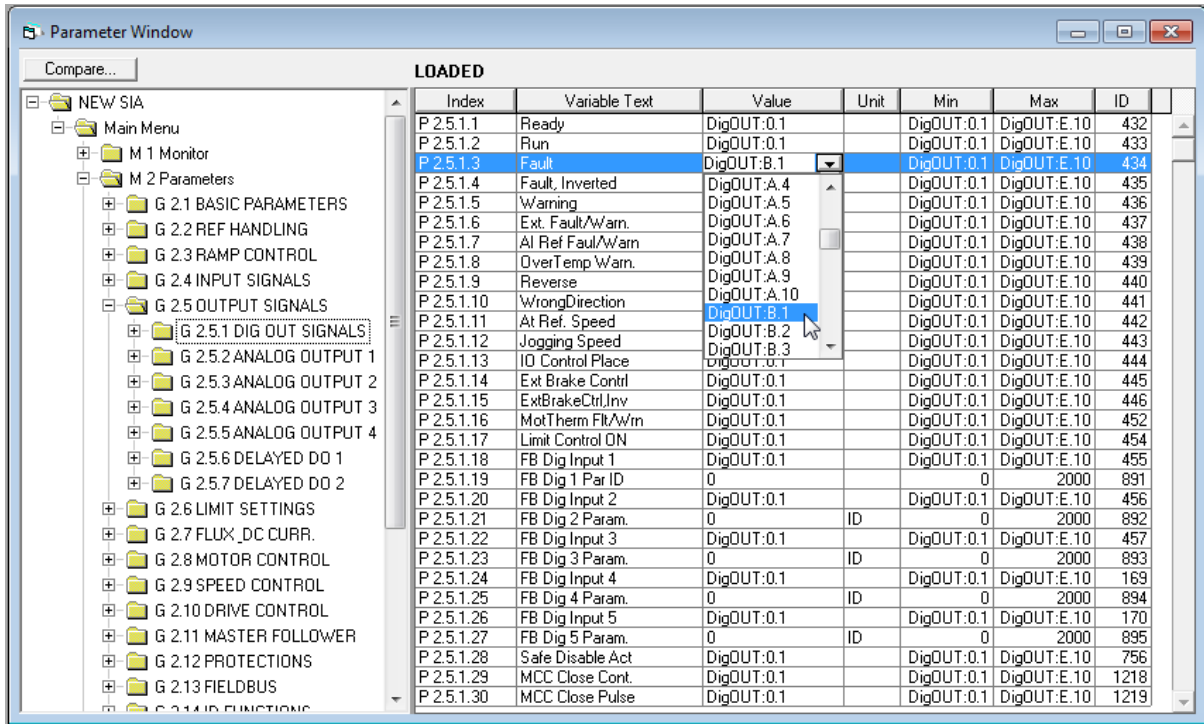 Parameter Window
Compare...
LOADED
NEW SIA
Main Menu
M 1 Monitor
M 2 Parameters
G 2.1 BASIC PARAMETERS
G 2.2 REF HANDLING
G 2.3 RAMP CONTROL
G 2.4 INPUT SIGNALS
G 2.5 OUTPUT SIGNALS
G 2.5.1 DIG OUT SIGNALS
G 2.5.2 ANALOG OUTPUT 1
G 2.5.3 ANALOG OUTPUT 2
G 2.5.4 ANALOG OUTPUT 3
G 2.5.5 ANALOG OUTPUT 4
G 2.5.6 DELAYED DO 1
G 2.5.7 DELAYED DO 2
G 2.6 LIMIT SETTINGS
G 2.7 FLUX_DC CURR.
G 2.8 MOTOR CONTROL
G 2.9 SPEED CONTROL
G 2.10 DRIVE CONTROL
G 2.11 MASTER FOLLOWER
G 2.12 PROTECTIONS
G 2.13 FIELDBUS
G 2.14 ID FUNCTIONS
Index Variable Text Value Unit Min Max ID
P 2.5.1.1 Ready DigOUT:0.1 DigOUT:0.1 DigOUT:E.10 432
P 2.5.1.2 Run DigOUT:0.1 DigOUT:0.1 DigOUT:E.10 433
P 2.5.1.3 Fault DigOUT:B.1 DigOUT:0.1 DigOUT:E.10 434
P 2.5.1.4 Fault, Inverted DigOUT:0.1 DigOUT:E.10 435
P 2.5.1.5 Warning DigOUT:0.1 DigOUT:E.10 436
P 2.5.1.6 Ext. Fault/Warn. DigOUT:0.1 DigOUT:E.10 437
P 2.5.1.7 AI Ref Faul/Warn DigOUT:0.1 DigOUT:E.10 438
P 2.5.1.8 OverTemp Warn. DigOUT:0.1 DigOUT:E.10 439
P 2.5.1.9 Reverse DigOUT:0.1 DigOUT:E.10 440
P 2.5.1.10 WrongDirection DigOUT:0.1 DigOUT:E.10 441
P 2.5.1.11 At Ref. Speed DigOUT:0.1 DigOUT:E.10 442
P 2.5.1.12 Jogging Speed DigOUT:0.1 DigOUT:E.10 443
P 2.5.1.13 IO Control Place DigOUT:0.1 DigOUT:0.1 DigOUT:E.10 444
P 2.5.1.14 Ext Brake Contrl DigOUT:0.1 DigOUT:0.1 DigOUT:E.10 445
P 2.5.1.15 ExtBrakeCtrl,Inv DigOUT:0.1 DigOUT:0.1 DigOUT:E.10 446
P 2.5.1.16 MotTherm Flt/Wrn DigOUT:0.1 DigOUT:0.1 DigOUT:E.10 452
P 2.5.1.17 Limit Control ON DigOUT:0.1 DigOUT:0.1 DigOUT:E.10 454
P 2.5.1.18 FB Dig Input 1 DigOUT:0.1 DigOUT:0.1 DigOUT:E.10 455
P 2.5.1.19 FB Dig 1 Par ID 0 0 2000 891
P 2.5.1.20 FB Dig Input 2 DigOUT:0.1 DigOUT:0.1 DigOUT:E.10 456
P 2.5.1.21 FB Dig 2 Param. 0 ID 0 2000 892
P 2.5.1.22 FB Dig Input 3 DigOUT:0.1 DigOUT:0.1 DigOUT:E.10 457
P 2.5.1.23 FB Dig 3 Param. 0 ID 0 2000 893
P 2.5.1.24 FB Dig Input 4 DigOUT:0.1 DigOUT:0.1 DigOUT:E.10 169
P 2.5.1.25 FB Dig 4 Param. 0 ID 0 2000 894
P 2.5.1.26 FB Dig Input 5 DigOUT:0.1 DigOUT:0.1 DigOUT:E.10 170
P 2.5.1.27 FB Dig 5 Param. 0 ID 0 2000 895
P 2.5.1.28 Safe Disable Act DigOUT:0.1 DigOUT:0.1 DigOUT:E.10 756
P 2.5.1.29 MCC Close Cont. DigOUT:0.1 DigOUT:0.1 DigOUT:E.10 1218
P 2.5.1.30 MCC Close Pulse DigOUT:0.1 DigOUT:0.1 DigOUT:E.10 1219
DigOUT:A.4
DigOUT:A.5
DigOUT:A.6
DigOUT:A.7
DigOUT:A.8
DigOUT:A.9
DigOUT:A.10
DigOUT:B.1
DigOUT:B.2
DigOUT:B.3